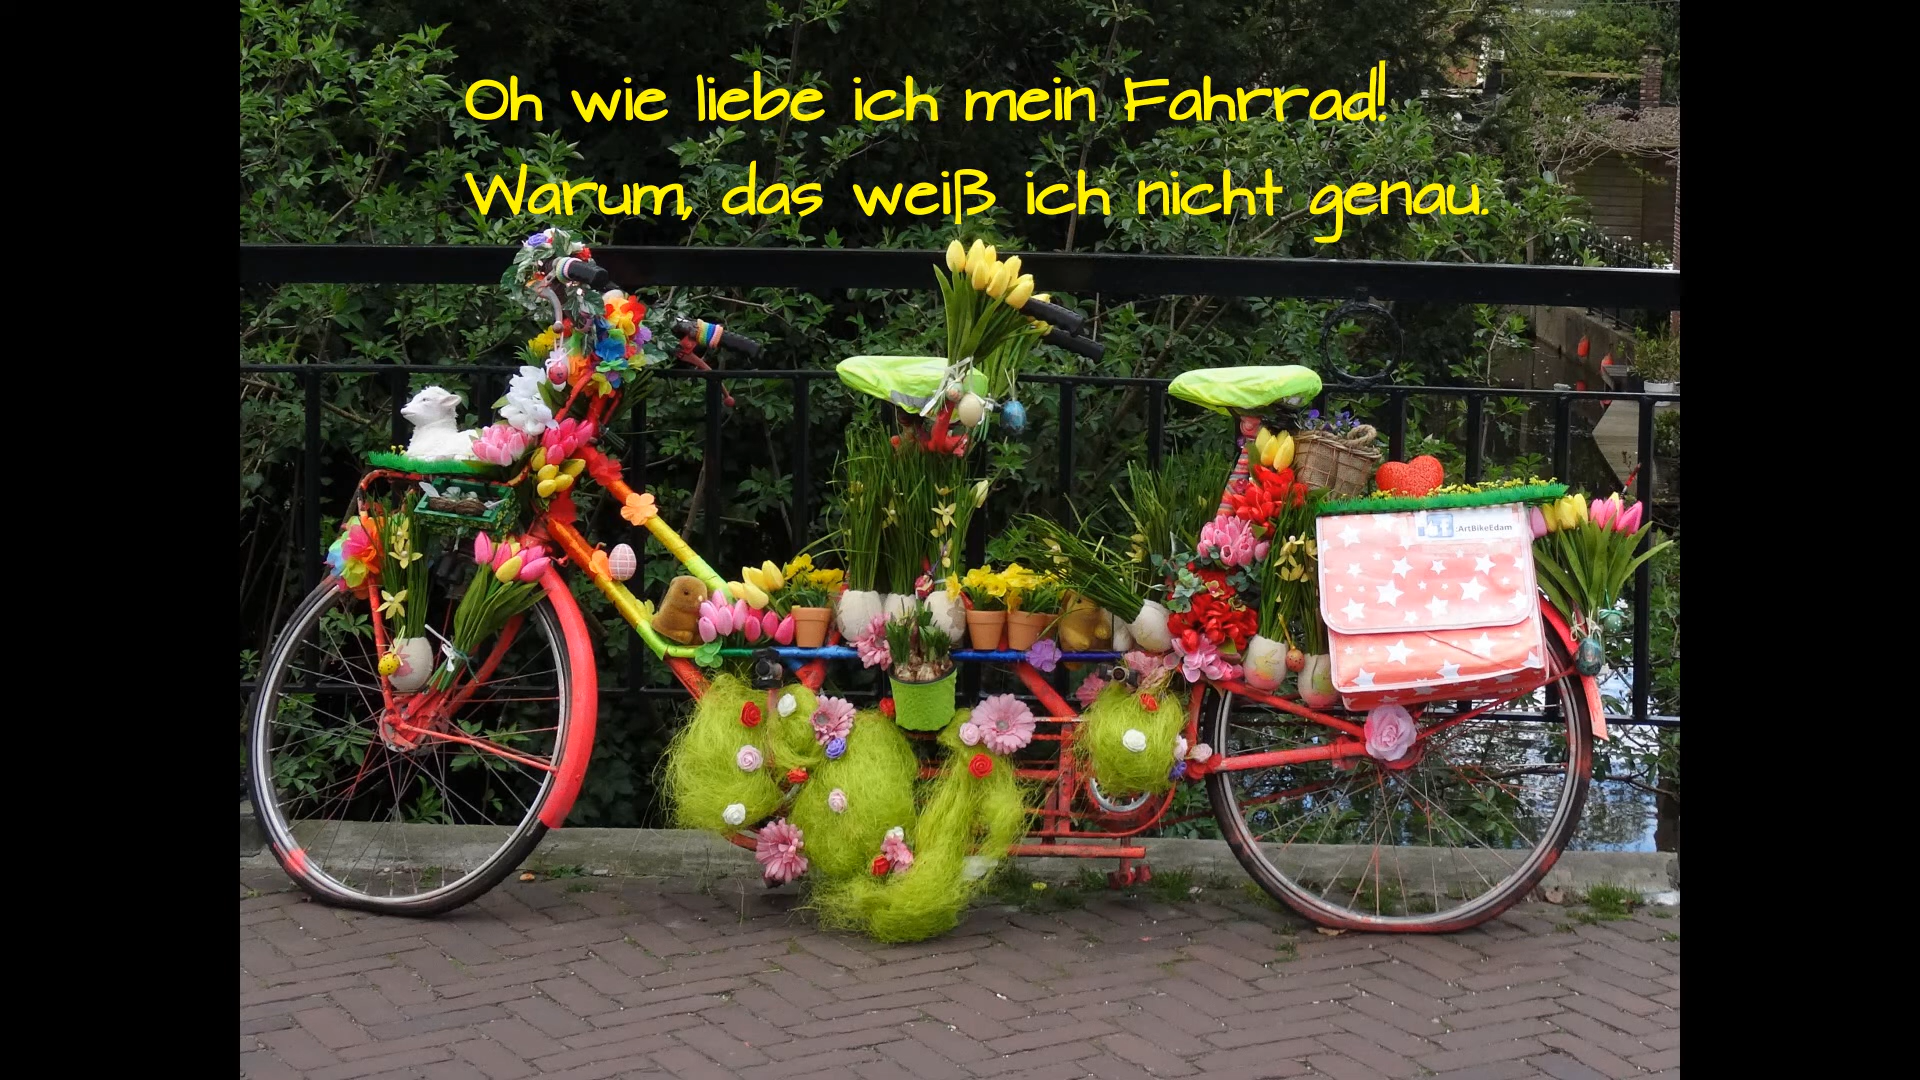 Oh wie liebe ich mein Fahrrad!
Warum, das weiß ich nicht genau.
:ArtBikeEdam